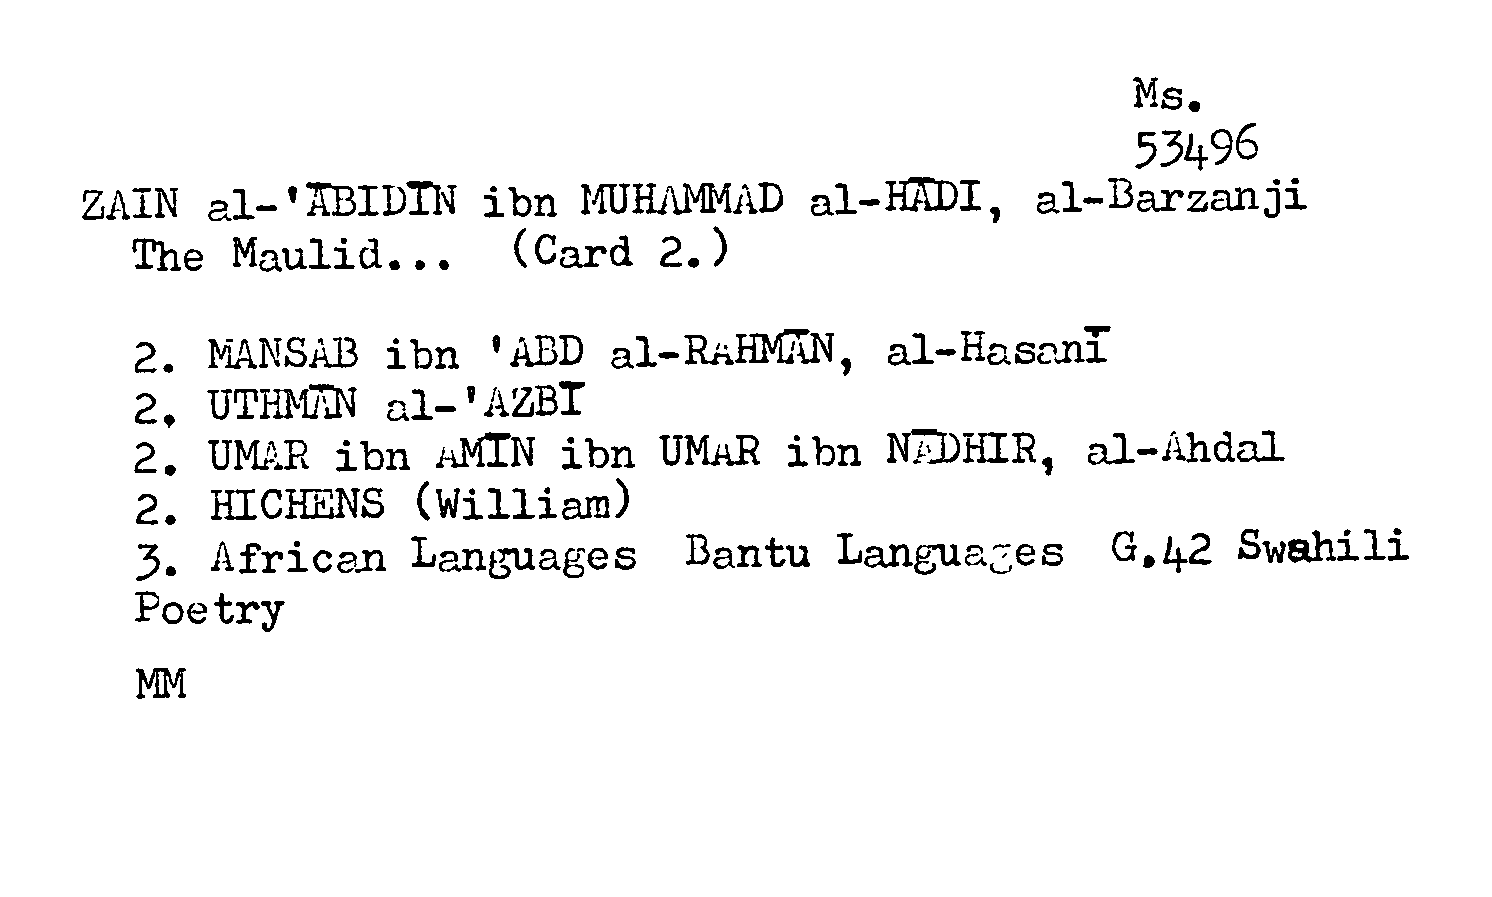 Ms.
53496
ZAIN al-'ĀBIDĪN ibn MUHAMMAD al-HĀDI, al-Barzanji
The Maulid... (Card 2.)
2. MANSAB ibn 'ABD al-RAHMĀN, al-Hasanī
2. UTHMĀN al-'AZBĪ
2. UMAR ibn AMĪN ibn UMAR ibn NĀDHIR, al-Ahdal
2. HICHENS (William)
3. African Languages Bantu Languages G.42 Swahili
Poetry
MM